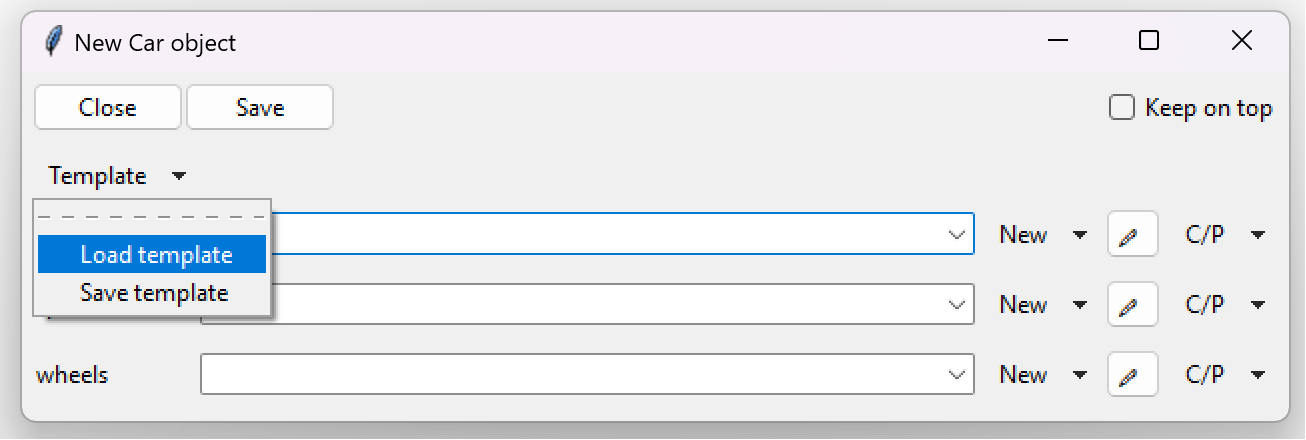 New Car object
Close Save Keep on top
Template
Load template
Save template
New C/P
New C/P
wheels New C/P